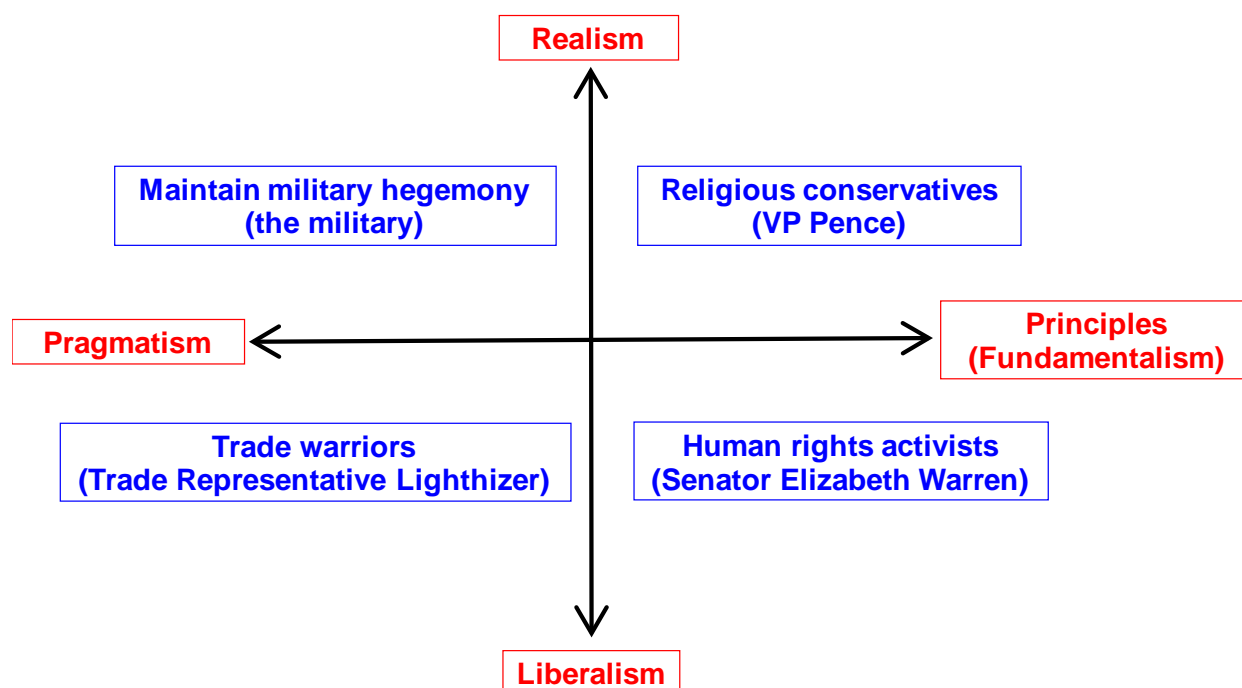 Realism
Maintain military hegemony
(the military)
Religious conservatives
(VP Pence)
Pragmatism
Principles
(Fundamentalism)
Trade warriors
(Trade Representative Lighthizer)
Human rights activists
(Senator Elizabeth Warren)
Liberalism